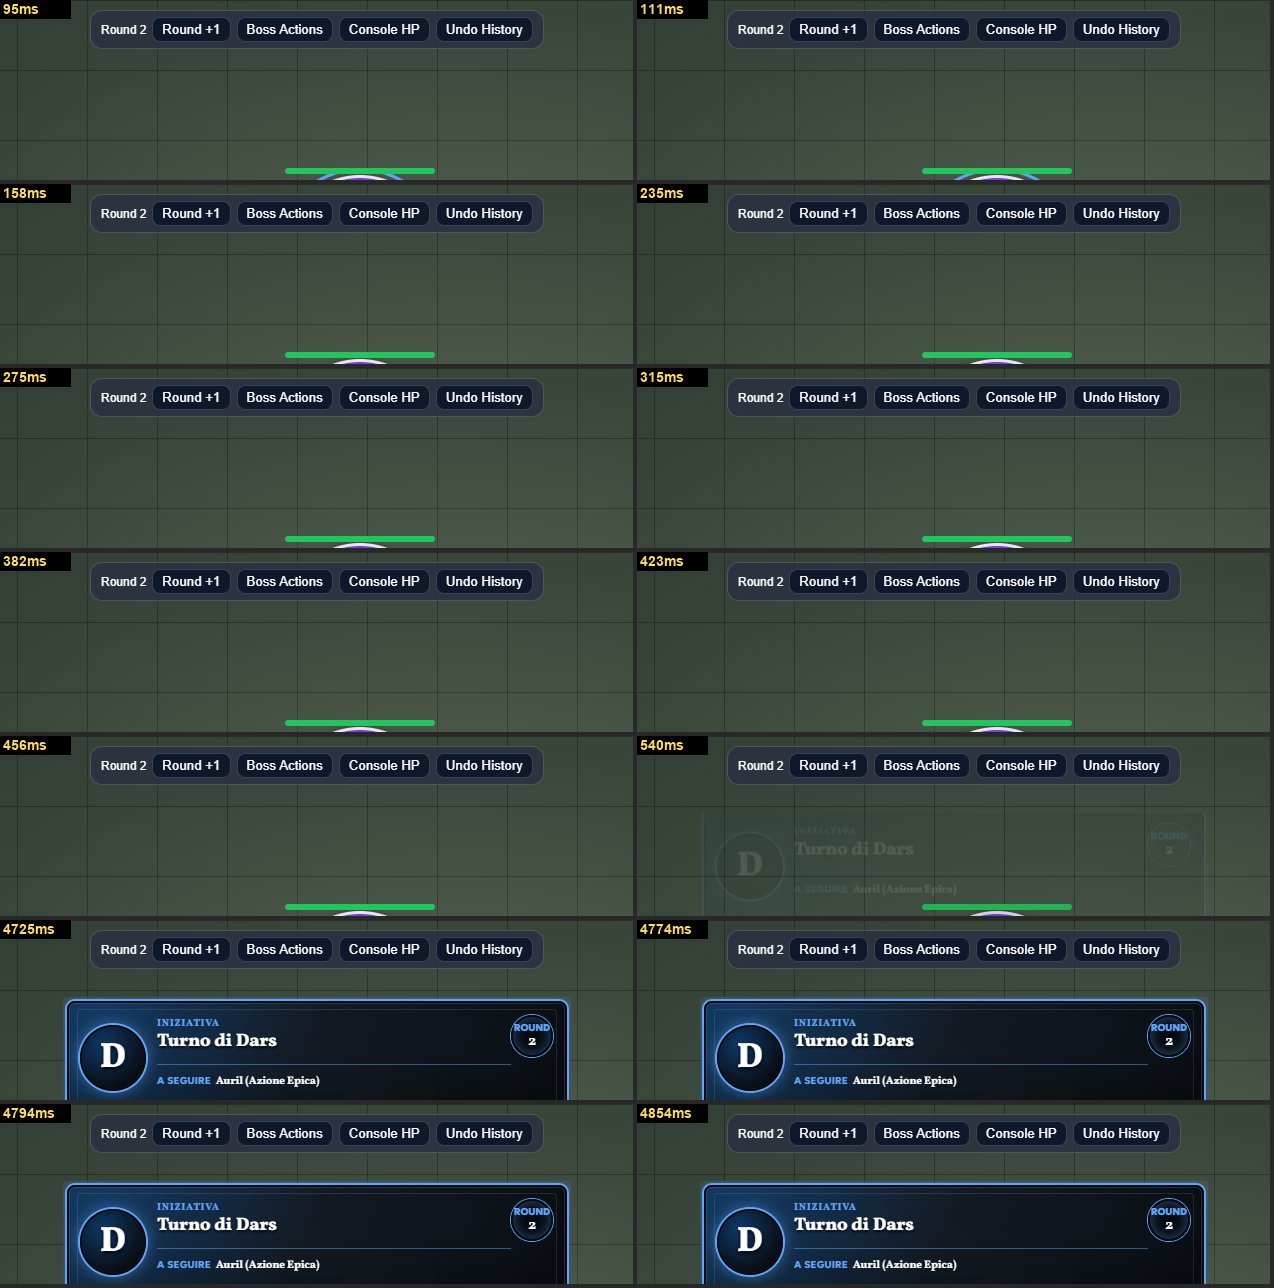 95ms
Round 2 Round +1 Boss Actions Console HP Undo History
111ms
Round 2 Round +1 Boss Actions Console HP Undo History
158ms
Round 2 Round +1 Boss Actions Console HP Undo History
235ms
Round 2 Round +1 Boss Actions Console HP Undo History
275ms
Round 2 Round +1 Boss Actions Console HP Undo History
315ms
Round 2 Round +1 Boss Actions Console HP Undo History
382ms
Round 2 Round +1 Boss Actions Console HP Undo History
423ms
Round 2 Round +1 Boss Actions Console HP Undo History
456ms
Round 2 Round +1 Boss Actions Console HP Undo History
540ms
Round 2 Round +1 Boss Actions Console HP Undo History
INIZIATIVA
ROUND
D
Turno di Dars
2
A SEGUIRE Auril (Azione Epica)
4725ms
Round 2 Round +1 Boss Actions Console HP Undo History
INIZIATIVA
ROUND
D
Turno di Dars
2
A SEGUIRE Auril (Azione Epica)
4774ms
Round 2 Round +1 Boss Actions Console HP Undo History
INIZIATIVA
ROUND
D
Turno di Dars
2
A SEGUIRE Auril (Azione Epica)
4794ms
Round 2 Round +1 Boss Actions Console HP Undo History
INIZIATIVA
ROUND
D
Turno di Dars
2
A SEGUIRE Auril (Azione Epica)
4854ms
Round 2 Round +1 Boss Actions Console HP Undo History
INIZIATIVA
ROUND
D
Turno di Dars
2
A SEGUIRE Auril (Azione Epica)